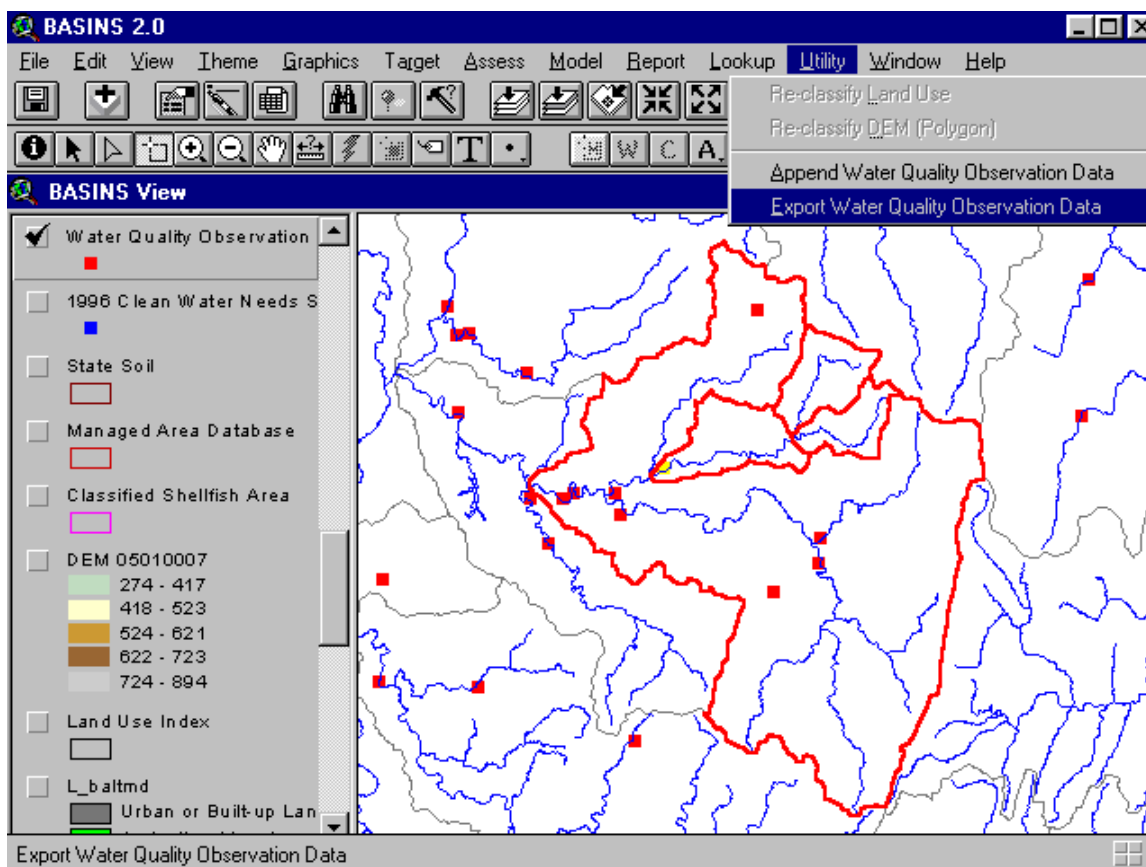 BASINS 2.0
File Edit View Theme Graphics Target Assess Model Report Lookup Utility Window Help
Re-classify Land Use
Re-classify DEM (Polygon)
Append Water Quality Observation Data
Export Water Quality Observation Data
T M W C A
BASINS View
Water Quality Observation
1996 Clean Water Needs S
State Soil
Managed Area Database
Classified Shellfish Area
DEM 05010007
274 - 417
418 - 523
524 - 621
622 - 723
724 - 894
Land Use Index
L_baltmd
Urban or Built-up Lan
Export Water Quality Observation Data